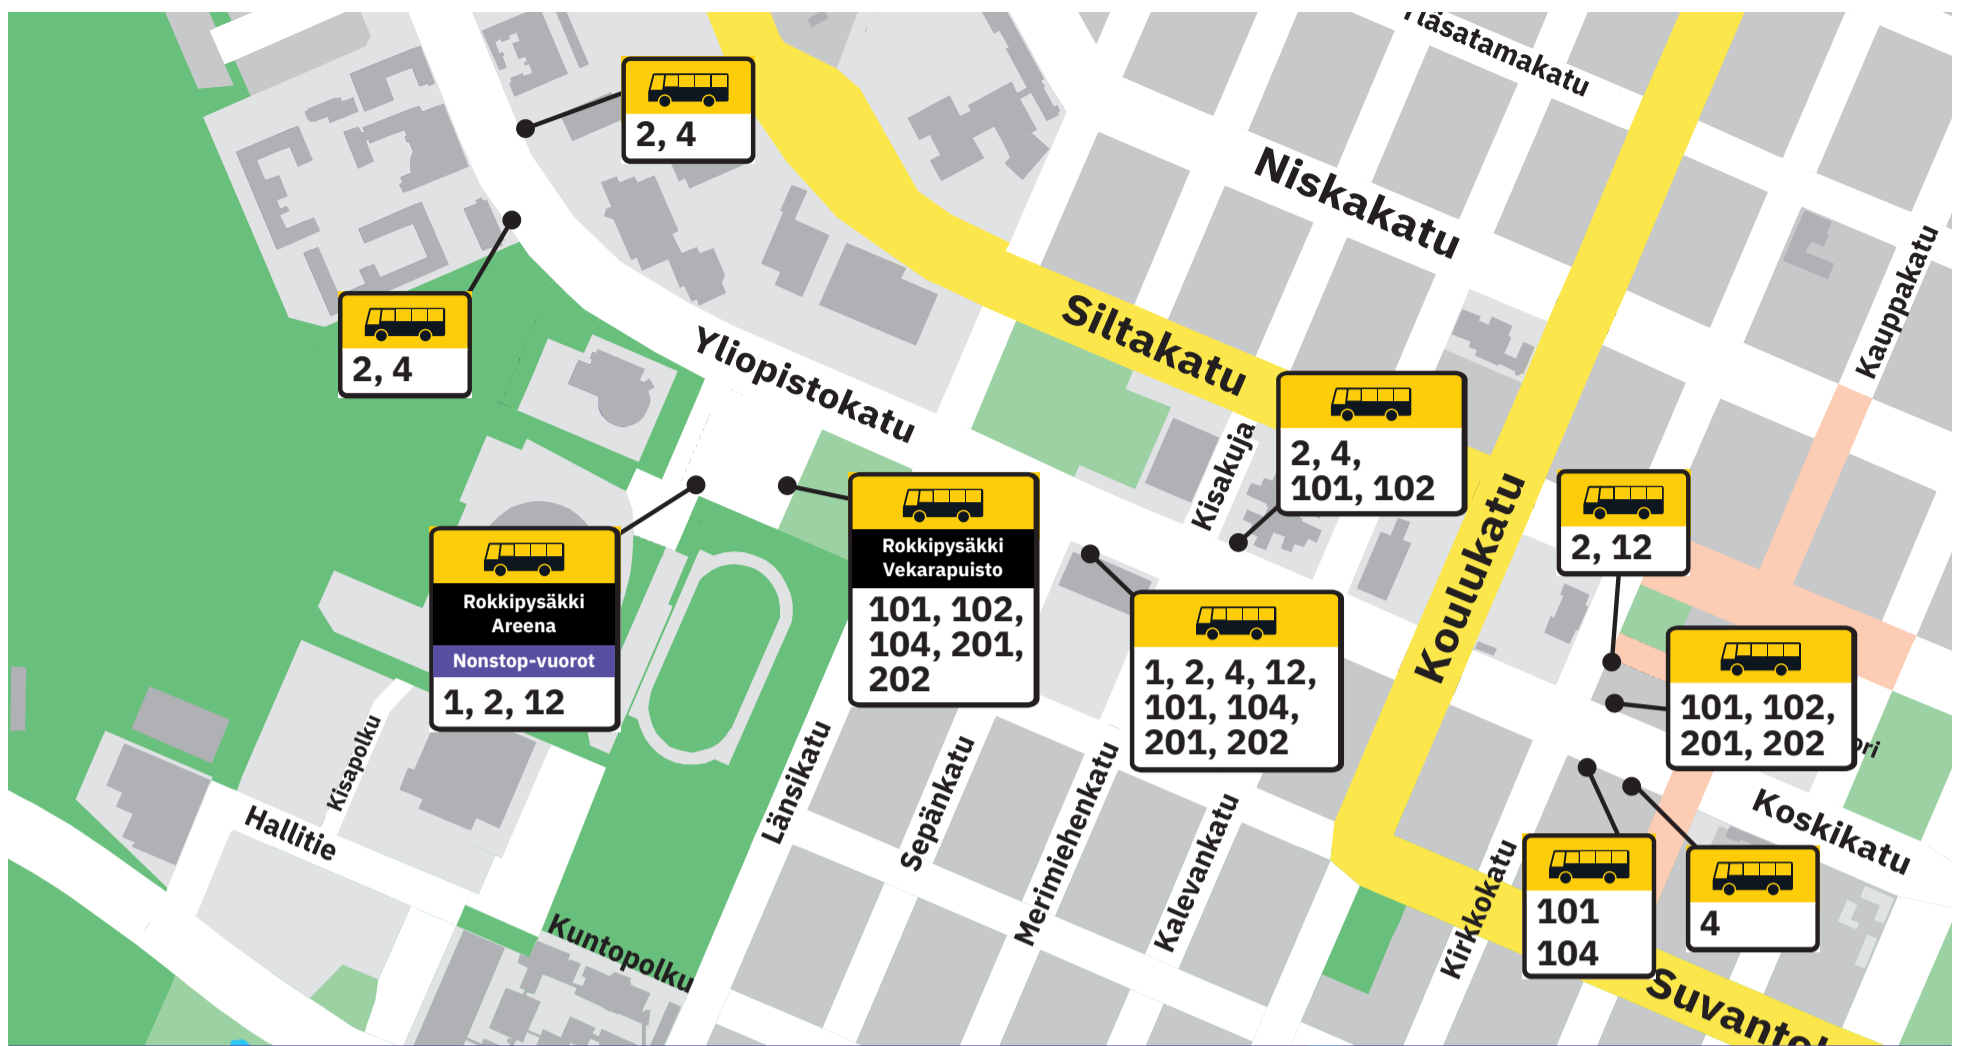 Yläsatamakatu
2, 4
Niskakatu
Kauppakatu
2, 4
Siltakatu
Yliopistokatu
Kisakuja
2, 4,
101, 102
Koulukatu
2, 12
Rokkipysäkki
Vekarapuisto
101, 102,
104, 201,
202
Rokkipysäkki
Areena
Nonstop-vuorot
1, 2, 12
1, 2, 4, 12,
101, 104,
201, 202
101, 102,
201, 202
ori
Kisapolku
Hallitie
Länsikatu
Sepänkatu
Merimiehenkatu
Kalevankatu
Kirkkokatu
Koskikatu
101
104
4
Kuntopolku